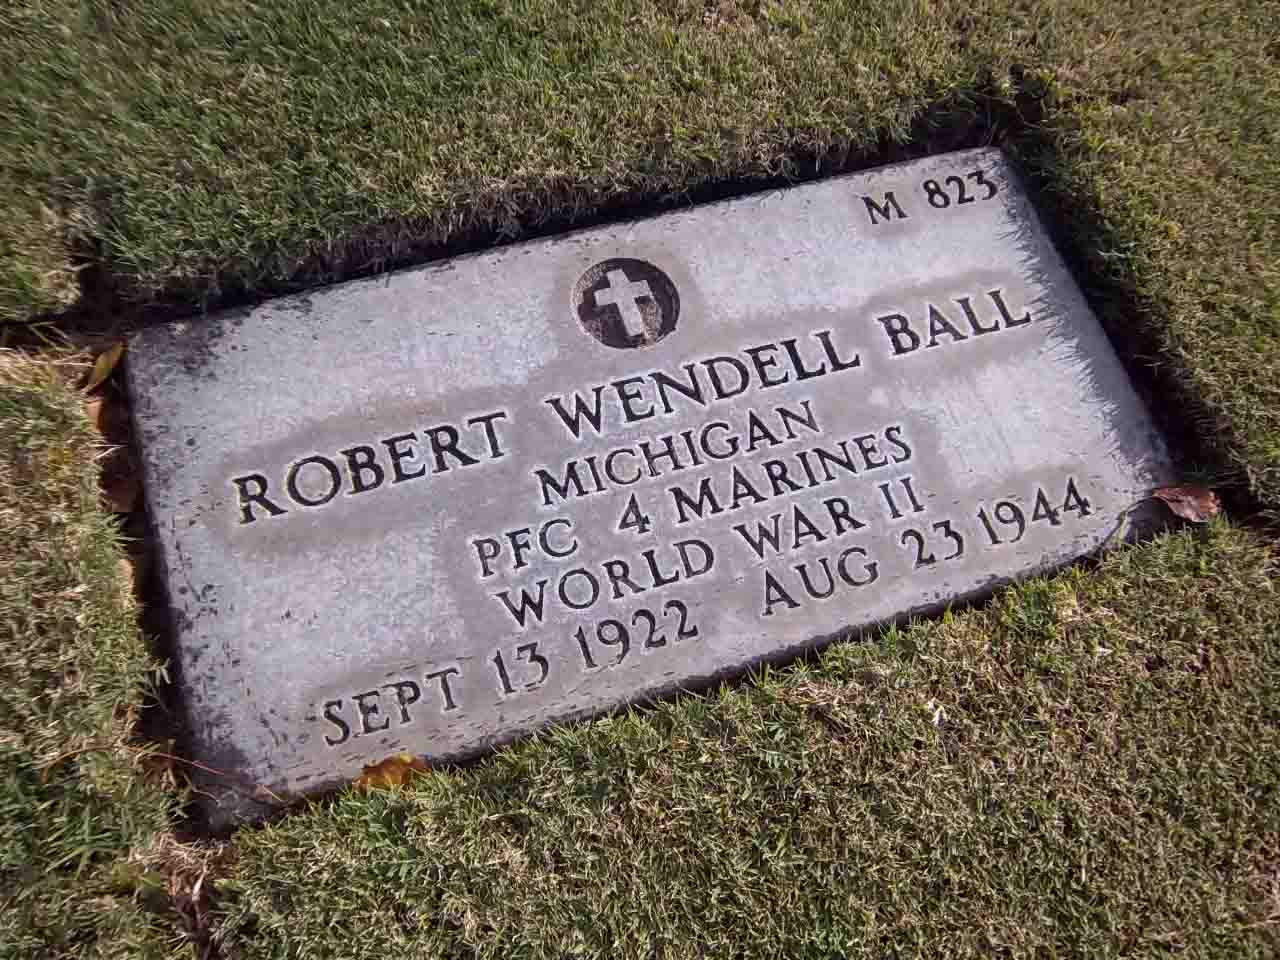 M 823
ROBERT WENDELL BALL
MICHIGAN
PFC 4 MARINES
WORLD WAR II
SEPT 13 1922 AUG 23 1944